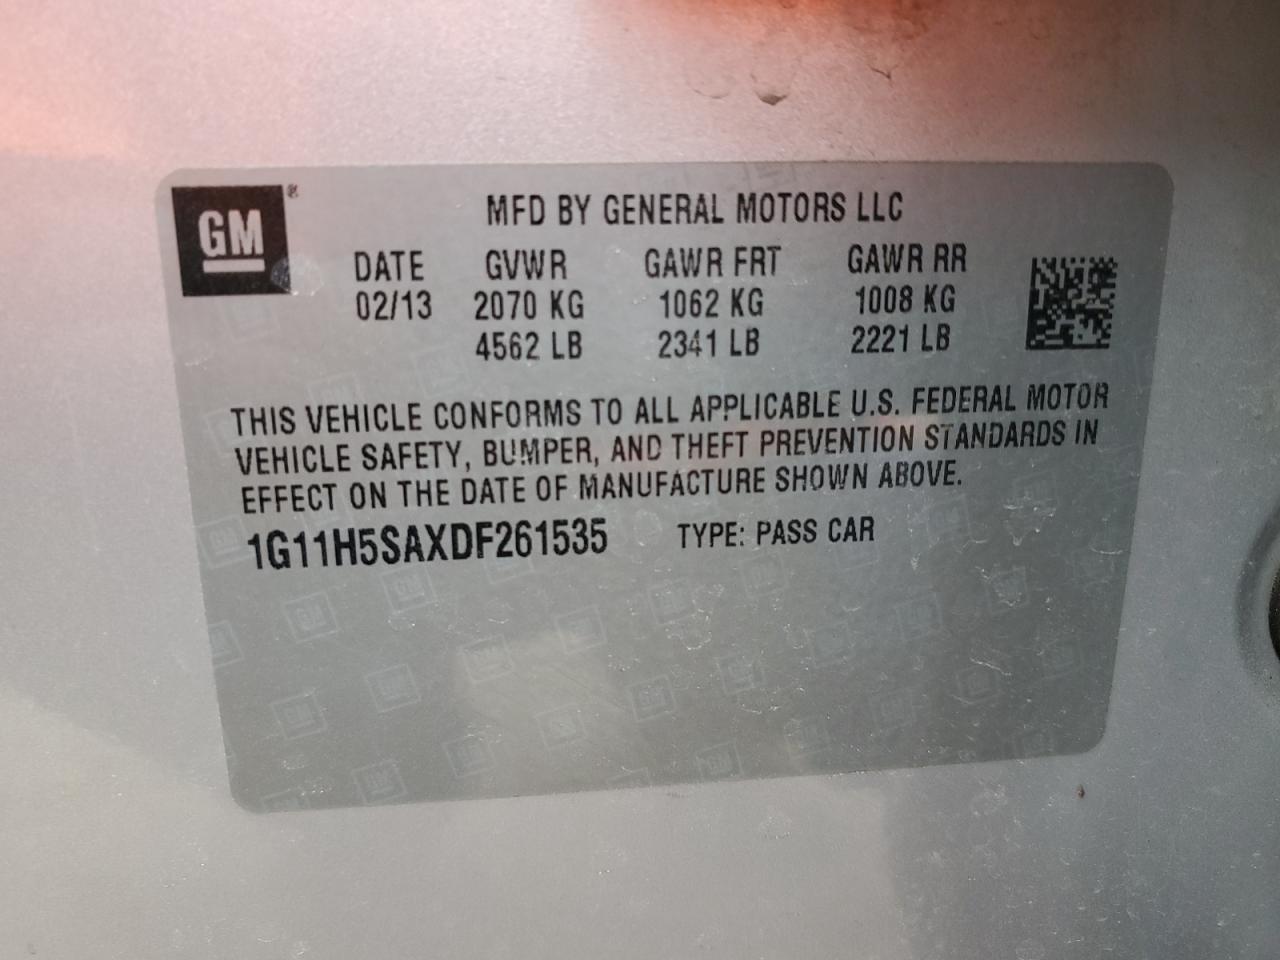 GM ®
MFD BY GENERAL MOTORS LLC
DATE GVWR GAWR FRT GAWR RR
02/13 2070 KG 1062 KG 1008 KG
4562 LB 2341 LB 2221 LB
THIS VEHICLE CONFORMS TO ALL APPLICABLE U.S. FEDERAL MOTOR
VEHICLE SAFETY, BUMPER, AND THEFT PREVENTION STANDARDS IN
EFFECT ON THE DATE OF MANUFACTURE SHOWN ABOVE.
1G11H5SAXDF261535 TYPE: PASS CAR